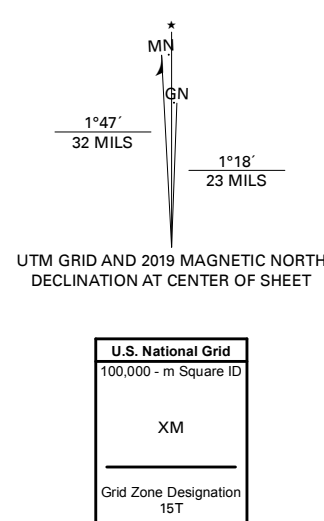 MN
GN
1°47´
32 MILS
1°18´
23 MILS
UTM GRID AND 2019 MAGNETIC NORTH
DECLINATION AT CENTER OF SHEET
U.S. National Grid
100,000 - m Square ID
XM
Grid Zone Designation
15T